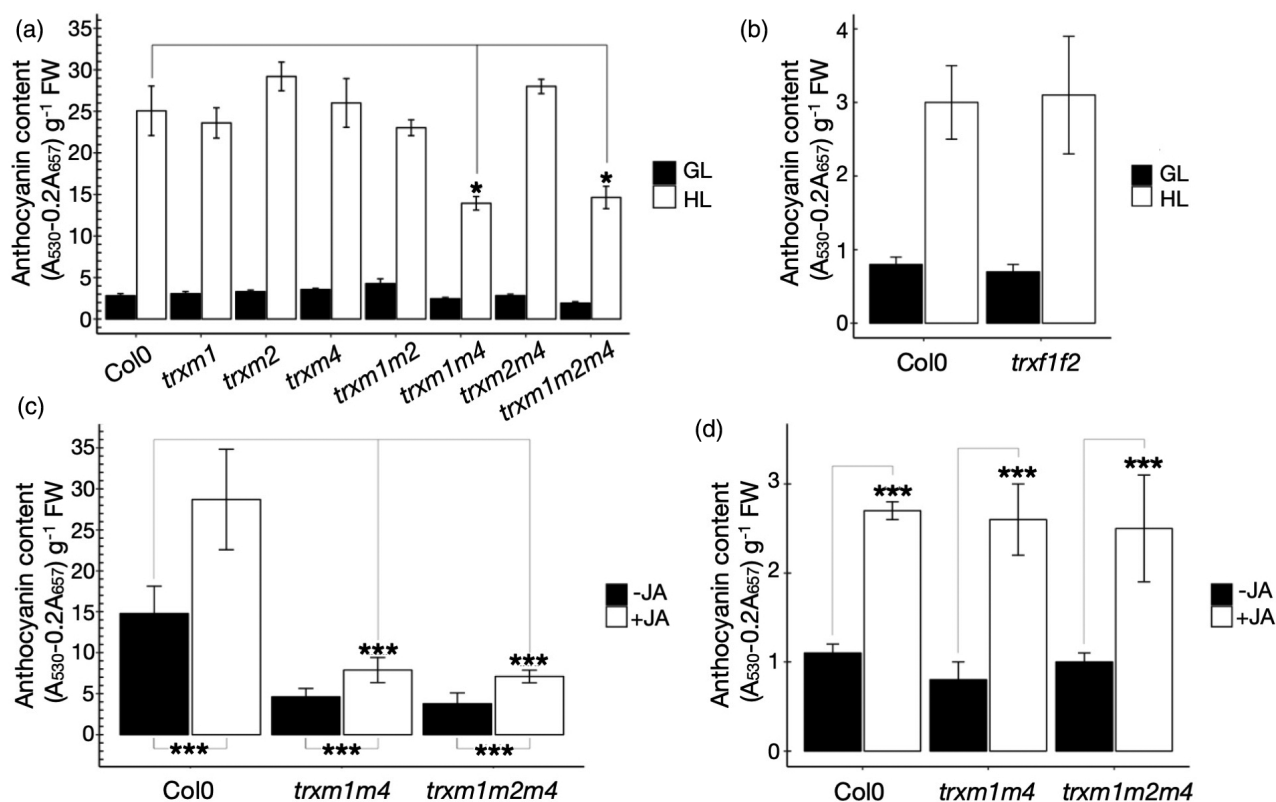 (a)
Anthocyanin content
(A530-0.2A657) g-1 FW
35
30
25
20
15
10
5
0
*
*
GL
HL
Col0
trxm1
trxm2
trxm4
trxm1m2
trxm1m4
trxm2m4
trxm1m2m4
(b)
Anthocyanin content
(A530-0.2A657) g-1 FW
4
3
2
1
0
GL
HL
Col0
trxf1f2
(c)
Anthocyanin content
(A530-0.2A657) g-1 FW
35
30
25
20
15
10
5
0
***
***
***
***
***
-JA
+JA
Col0
trxm1m4
trxm1m2m4
(d)
Anthocyanin content
(A530-0.2A657) g-1 FW
3
2
1
0
***
***
***
-JA
+JA
Col0
trxm1m4
trxm1m2m4